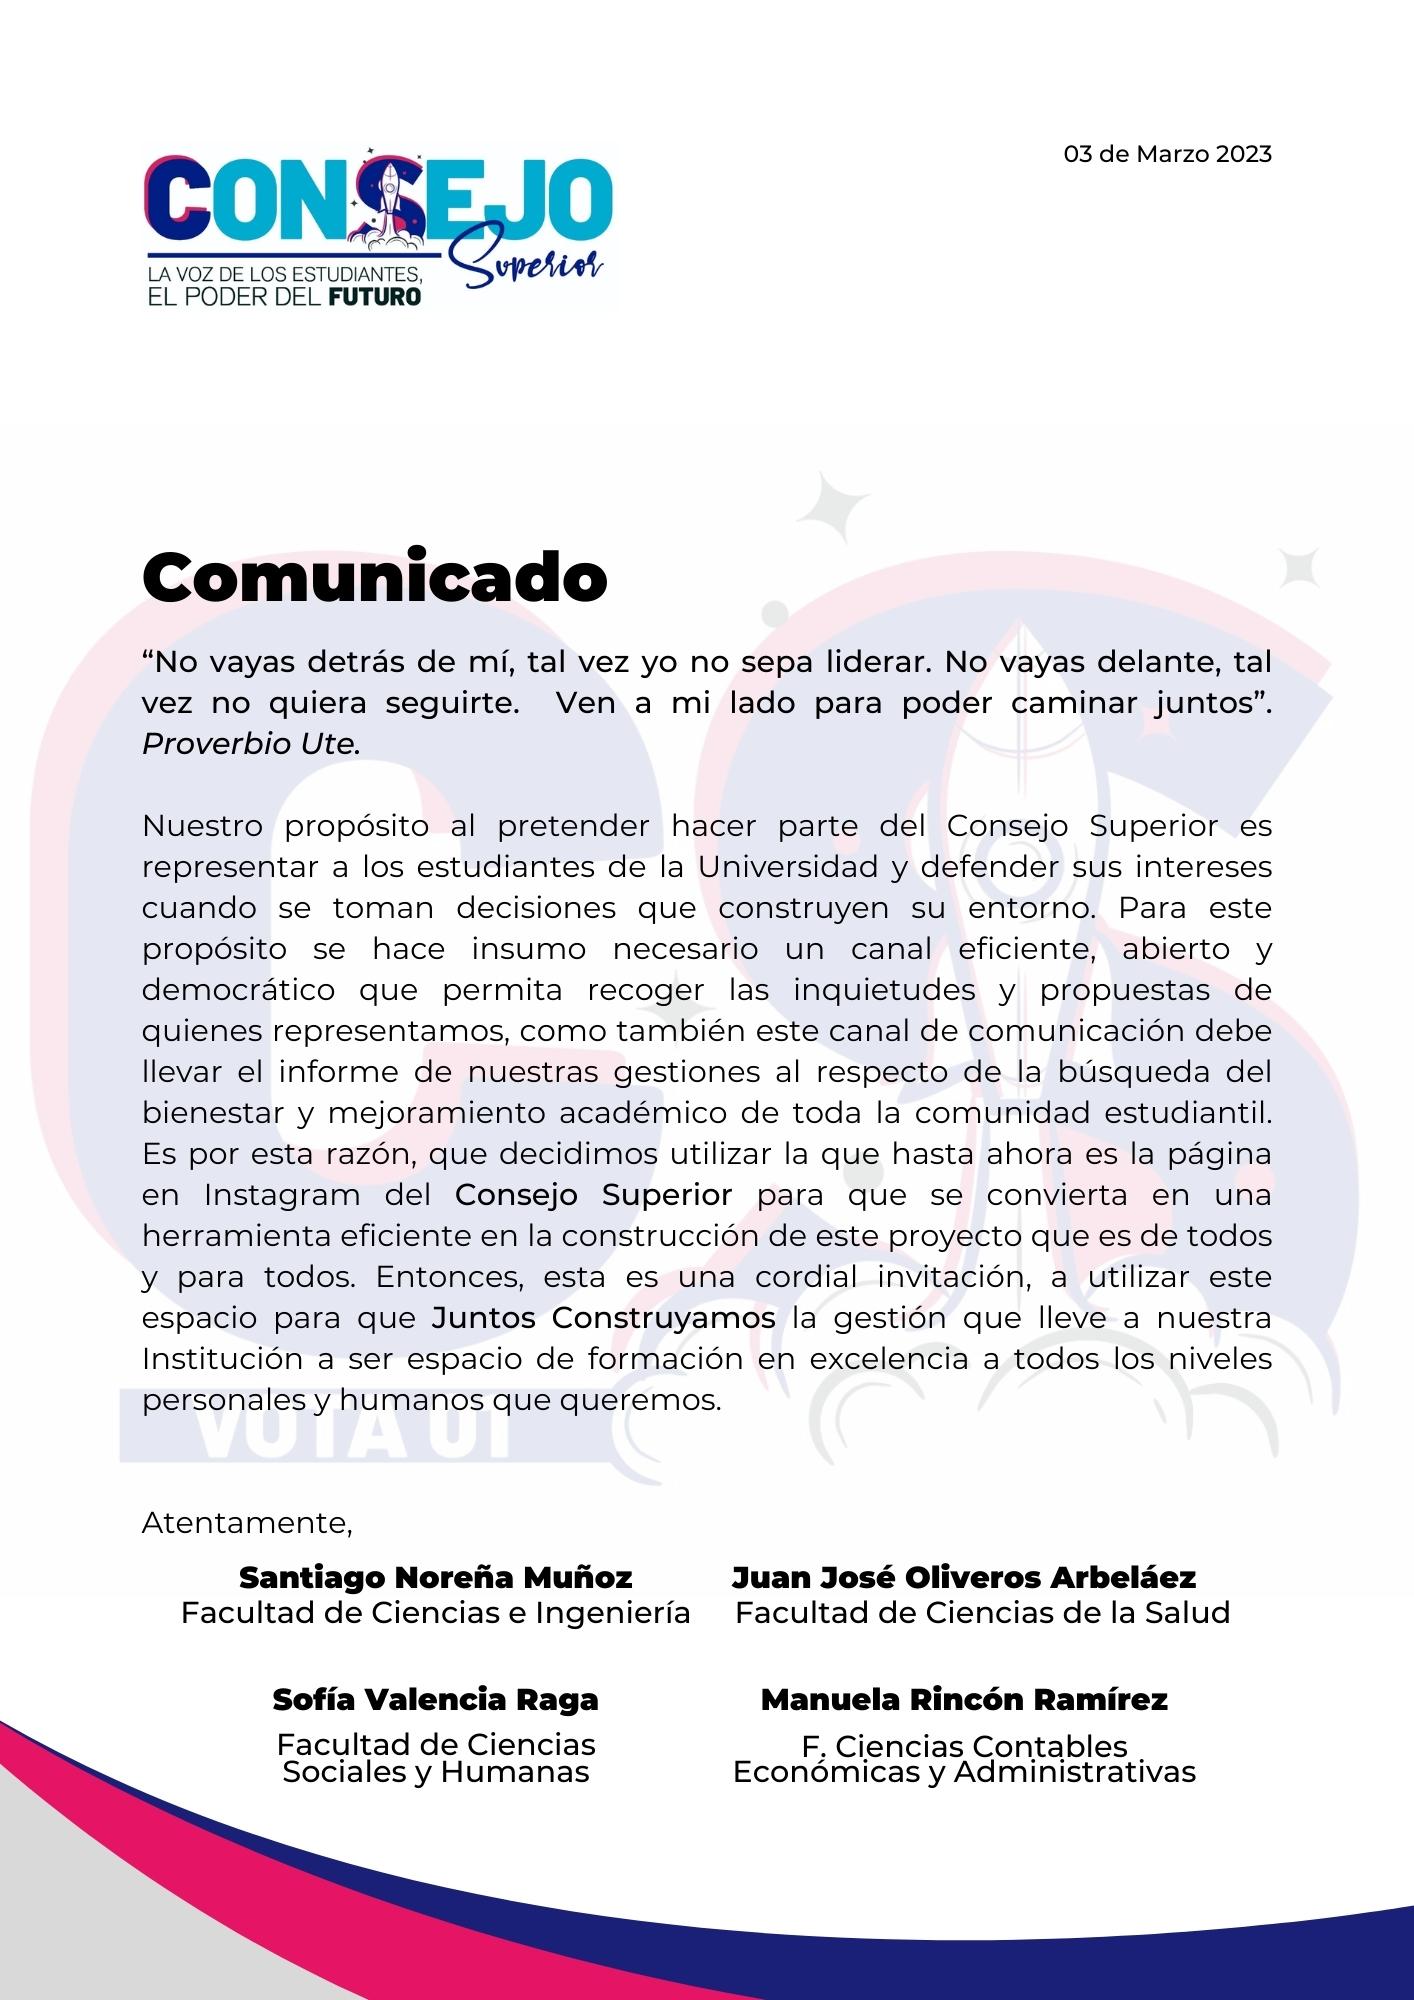 03 de Marzo 2023
CONSEJO
Superior
LA VOZ DE LOS ESTUDIANTES,
EL PODER DEL FUTURO
Comunicado
“No vayas detrás de mí, tal vez yo no sepa liderar. No vayas delante, tal
vez no quiera seguirte. Ven a mi lado para poder caminar juntos”.
Proverbio Ute.
Nuestro propósito al pretender hacer parte del Consejo Superior es
representar a los estudiantes de la Universidad y defender sus intereses
cuando se toman decisiones que construyen su entorno. Para este
propósito se hace insumo necesario un canal eficiente, abierto y
democrático que permita recoger las inquietudes y propuestas de
quienes representamos, como también este canal de comunicación debe
llevar el informe de nuestras gestiones al respecto de la búsqueda del
bienestar y mejoramiento académico de toda la comunidad estudiantil.
Es por esta razón, que decidimos utilizar la que hasta ahora es la página
en Instagram del Consejo Superior para que se convierta en una
herramienta eficiente en la construcción de este proyecto que es de todos
y para todos. Entonces, esta es una cordial invitación, a utilizar este
espacio para que Juntos Construyamos la gestión que lleve a nuestra
Institución a ser espacio de formación en excelencia a todos los niveles
personales y humanos que queremos.
CS
Atentamente,
Santiago Noreña Muñoz
Facultad de Ciencias e Ingeniería
Juan José Oliveros Arbeláez
Facultad de Ciencias de la Salud
Sofía Valencia Raga
Facultad de Ciencias
Sociales y Humanas
Manuela Rincón Ramírez
F. Ciencias Contables
Económicas y Administrativas